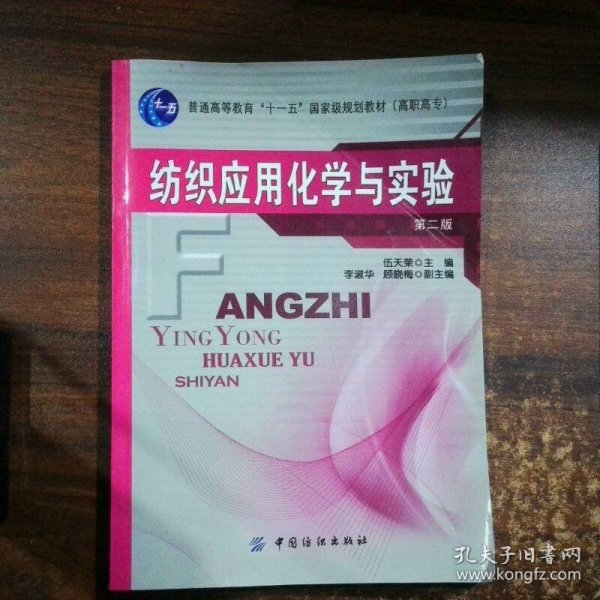 十一五
普通高等教育“十一五”国家级规划教材（高职高专）
纺织应用化学与实验
第二版
伍天荣○主 编
李淑华 顾晓梅○副主编
FANGZHI
YING YONG
HUAXUE YU
SHIYAN
中国纺织出版社
孔夫子旧书网
www.kongfz.com